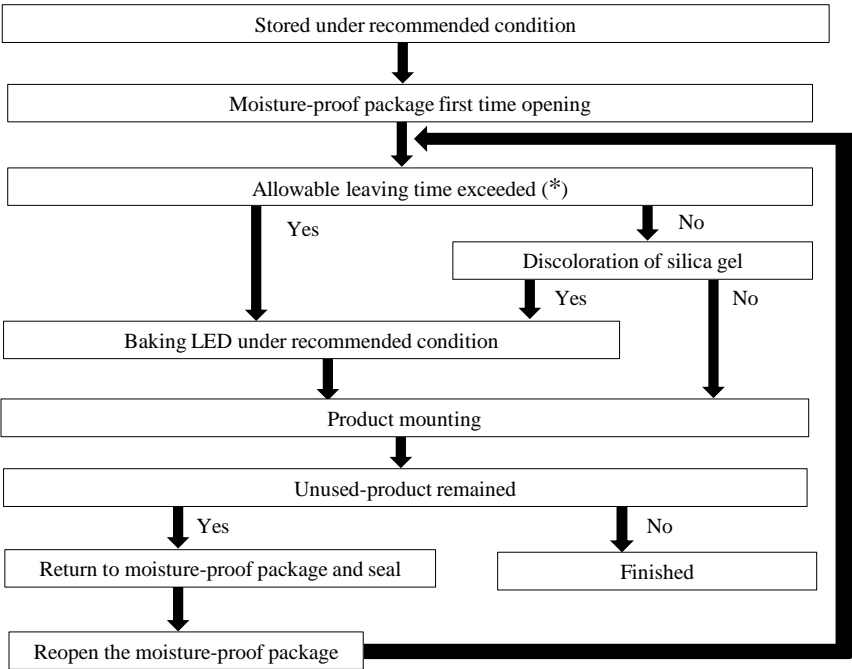 Stored under recommended condition
Moisture-proof package first time opening
Allowable leaving time exceeded (*)
Yes
No
Discoloration of silica gel
Yes
No
Baking LED under recommended condition
Product mounting
Unused-product remained
Yes
No
Return to moisture-proof package and seal
Finished
Reopen the moisture-proof package